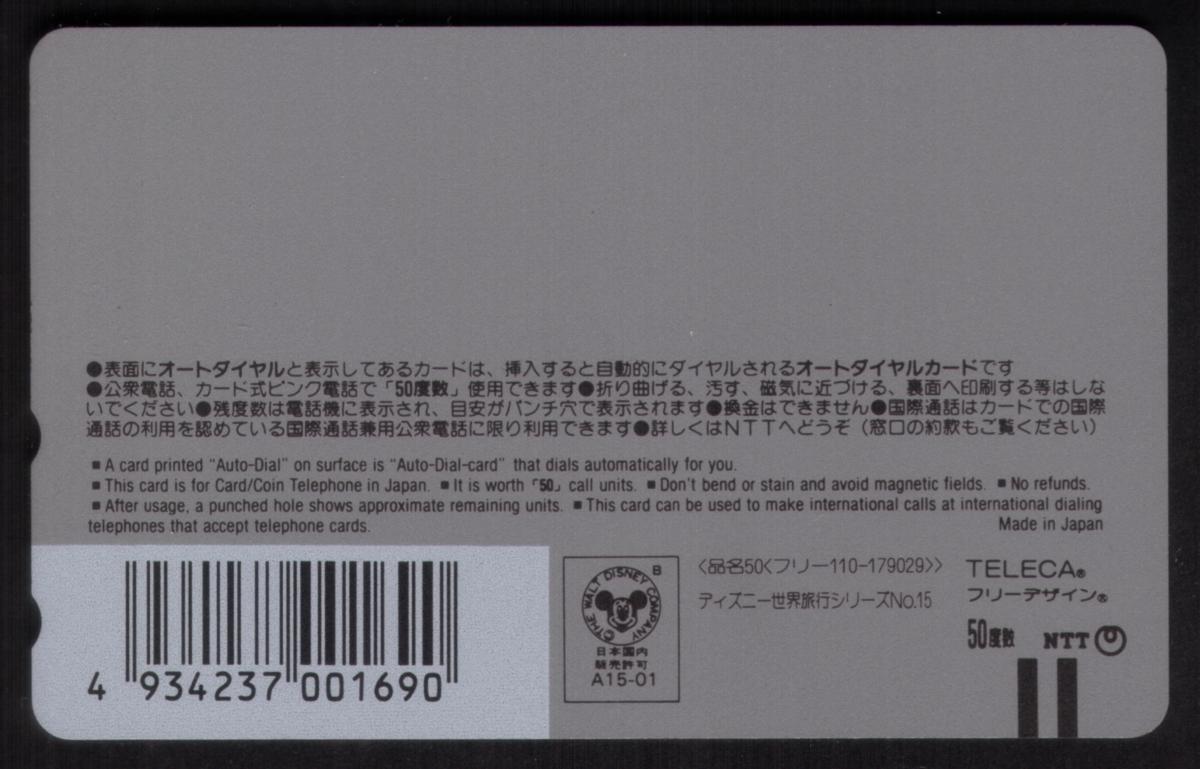 ●表面にオートダイヤルと表示してあるカードは、挿入すると自動的にダイヤルされるオートダイヤルカードです
●公衆電話、カード式ピンク電話で「50度数」使用できます●折り曲げる、汚す、磁気に近づける、裏面へ印刷する等はしな
いでください●残度数は電話機に表示され、目安がパンチ穴で表示されます●換金はできません●国際通話はカードでの国際
通話の利用を認めている国際通話兼用公衆電話に限り利用できます●詳しくはNTTへどうぞ（窓口の約款もご覧ください）
■ A card printed "Auto-Dial" on surface is "Auto-Dial-card" that dials automatically for you.
■ This card is for Card/Coin Telephone in Japan. ■ It is worth「50」call units. ■ Don't bend or stain and avoid magnetic fields. ■ No refunds.
■ After usage, a punched hole shows approximate remaining units. ■ This card can be used to make international calls at international dialing
telephones that accept telephone cards.
Made in Japan
4 934237 001690
B
©THE WALT DISNEY COMPANY
日本国内
販売許可
A15-01
〈品名50〈フリー110-179029〉〉
ディズニー世界旅行シリーズNo.15
TELECA®
フリーデザイン®
50度数 NTT